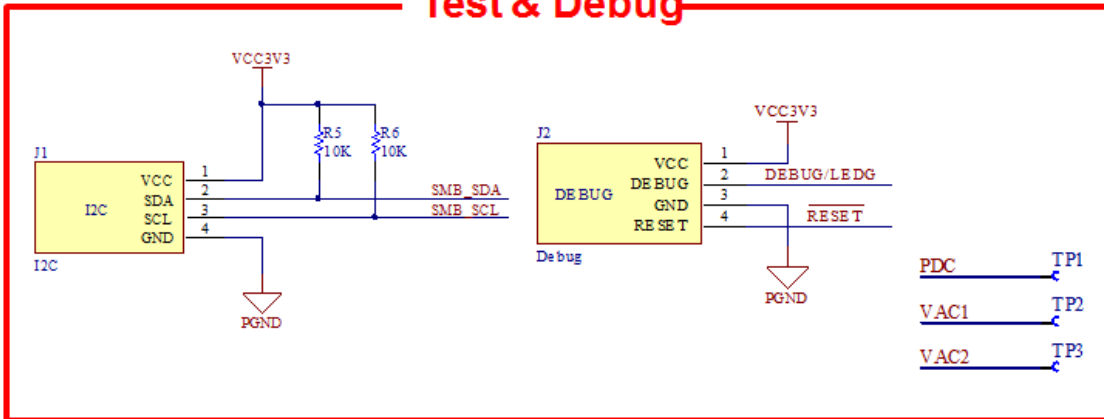 Test & Debug
VCC3V3
R5
10K
R6
10K
J1
I2C
VCC 1
SDA 2
SCL 3
GND 4
SMB_SDA
SMB_SCL
I2C
PGND
VCC3V3
J2
DEBUG
VCC 1
DEBUG 2
GND 3
RESET 4
DEBUG/LEDG
RESET
Debug
PGND
PDC TP1
VAC1 TP2
VAC2 TP3